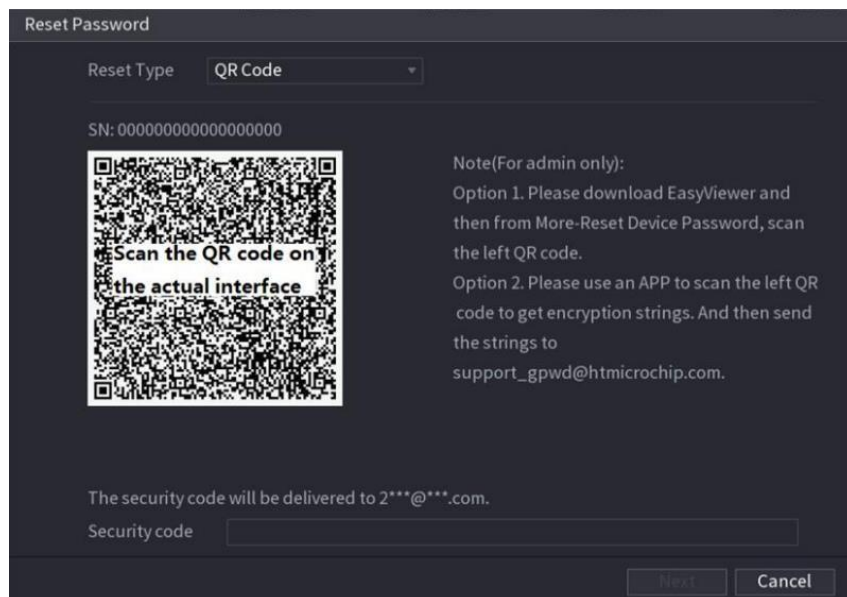 Reset Password
Reset Type QR Code
SN: 000000000000000000
Scan the QR code on
the actual interface
Note(For admin only):
Option 1. Please download EasyViewer and
then from More-Reset Device Password, scan
the left QR code.
Option 2. Please use an APP to scan the left QR
code to get encryption strings. And then send
the strings to
support_gpwd@htmicrochip.com.
The security code will be delivered to 2***@***.com.
Security code
Next Cancel